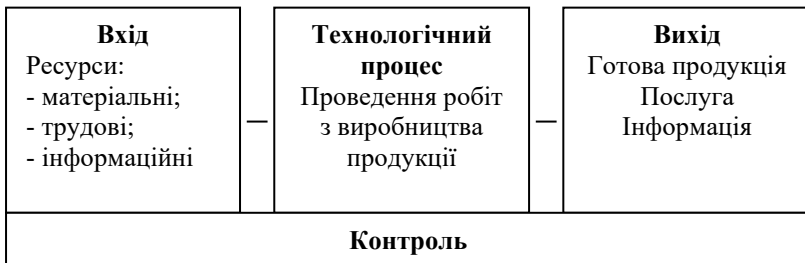 Вхід
Ресурси:
- матеріальні;
- трудові;
- інформаційні
Технологічний
процес
Проведення робіт
з виробництва
продукції
Вихід
Готова продукція
Послуга
Інформація
Контроль